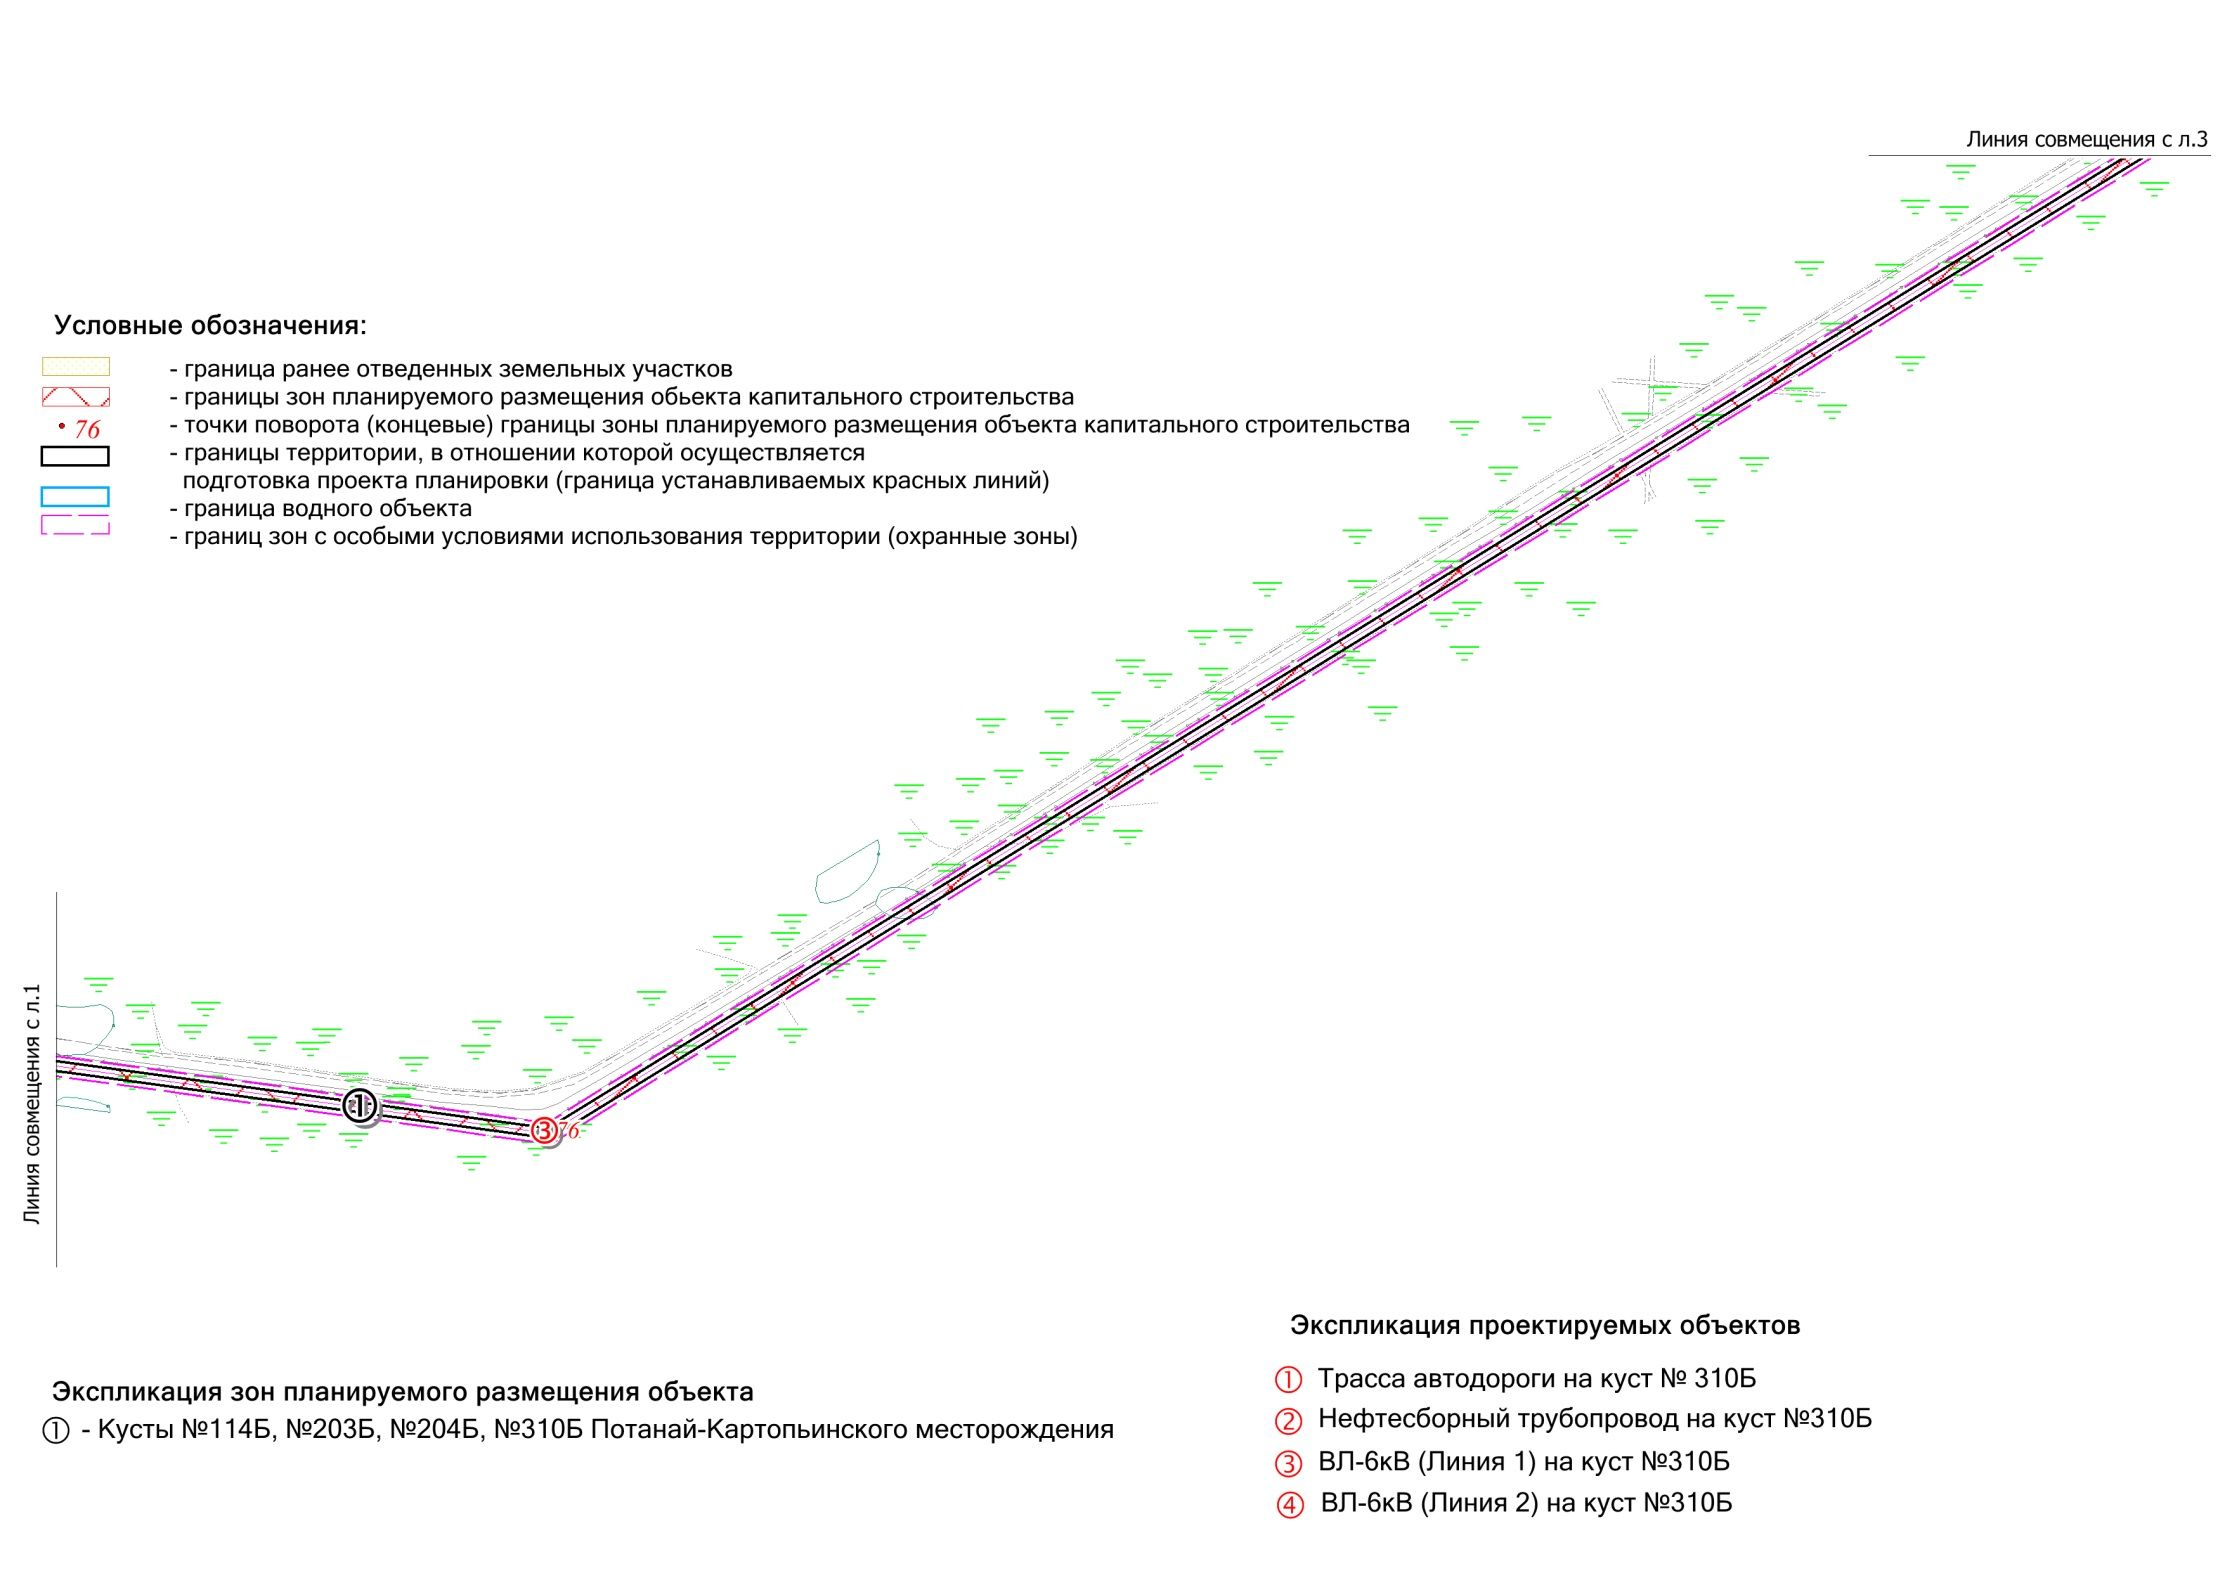 Линия совмещения с л.3
Условные обозначения:
- граница ранее отведенных земельных участков
- границы зон планируемого размещения обьекта капитального строительства
76
- точки поворота (концевые) границы зоны планируемого размещения объекта капитального строительства
- границы территории, в отношении которой осуществляется
подготовка проекта планировки (граница устанавливаемых красных линий)
- граница водного объекта
- границ зон с особыми условиями использования территории (охранные зоны)
Линия совмещения с л.1
1
3
76
Экспликация проектируемых объектов
1 Трасса автодороги на куст № 310Б
2 Нефтесборный трубопровод на куст №310Б
3 ВЛ-6кВ (Линия 1) на куст №310Б
4 ВЛ-6кВ (Линия 2) на куст №310Б
Экспликация зон планируемого размещения объекта
1 - Кусты №114Б, №203Б, №204Б, №310Б Потанай-Картопьинского месторождения